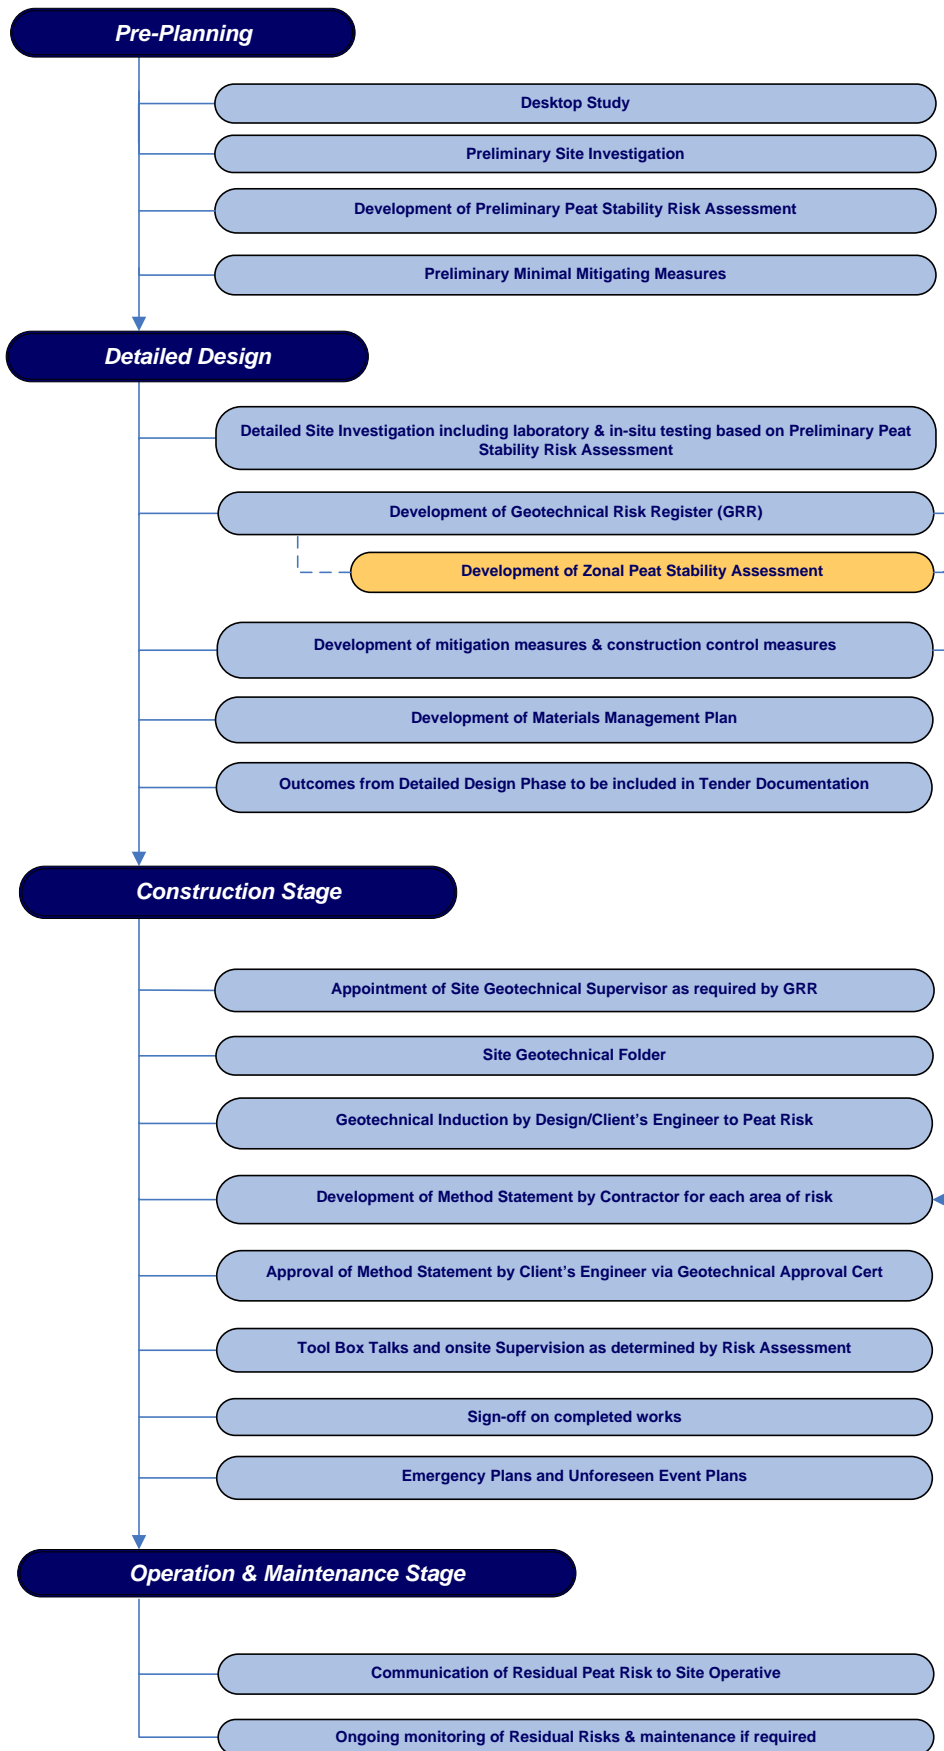 Pre-Planning
Desktop Study
Preliminary Site Investigation
Development of Preliminary Peat Stability Risk Assessment
Preliminary Minimal Mitigating Measures
Detailed Design
Detailed Site Investigation including laboratory & in-situ testing based on Preliminary Peat
Stability Risk Assessment
Development of Geotechnical Risk Register (GRR)
Development of Zonal Peat Stability Assessment
Development of mitigation measures & construction control measures
Development of Materials Management Plan
Outcomes from Detailed Design Phase to be included in Tender Documentation
Construction Stage
Appointment of Site Geotechnical Supervisor as required by GRR
Site Geotechnical Folder
Geotechnical Induction by Design/Client’s Engineer to Peat Risk
Development of Method Statement by Contractor for each area of risk
Approval of Method Statement by Client’s Engineer via Geotechnical Approval Cert
Tool Box Talks and onsite Supervision as determined by Risk Assessment
Sign-off on completed works
Emergency Plans and Unforeseen Event Plans
Operation & Maintenance Stage
Communication of Residual Peat Risk to Site Operative
Ongoing monitoring of Residual Risks & maintenance if required